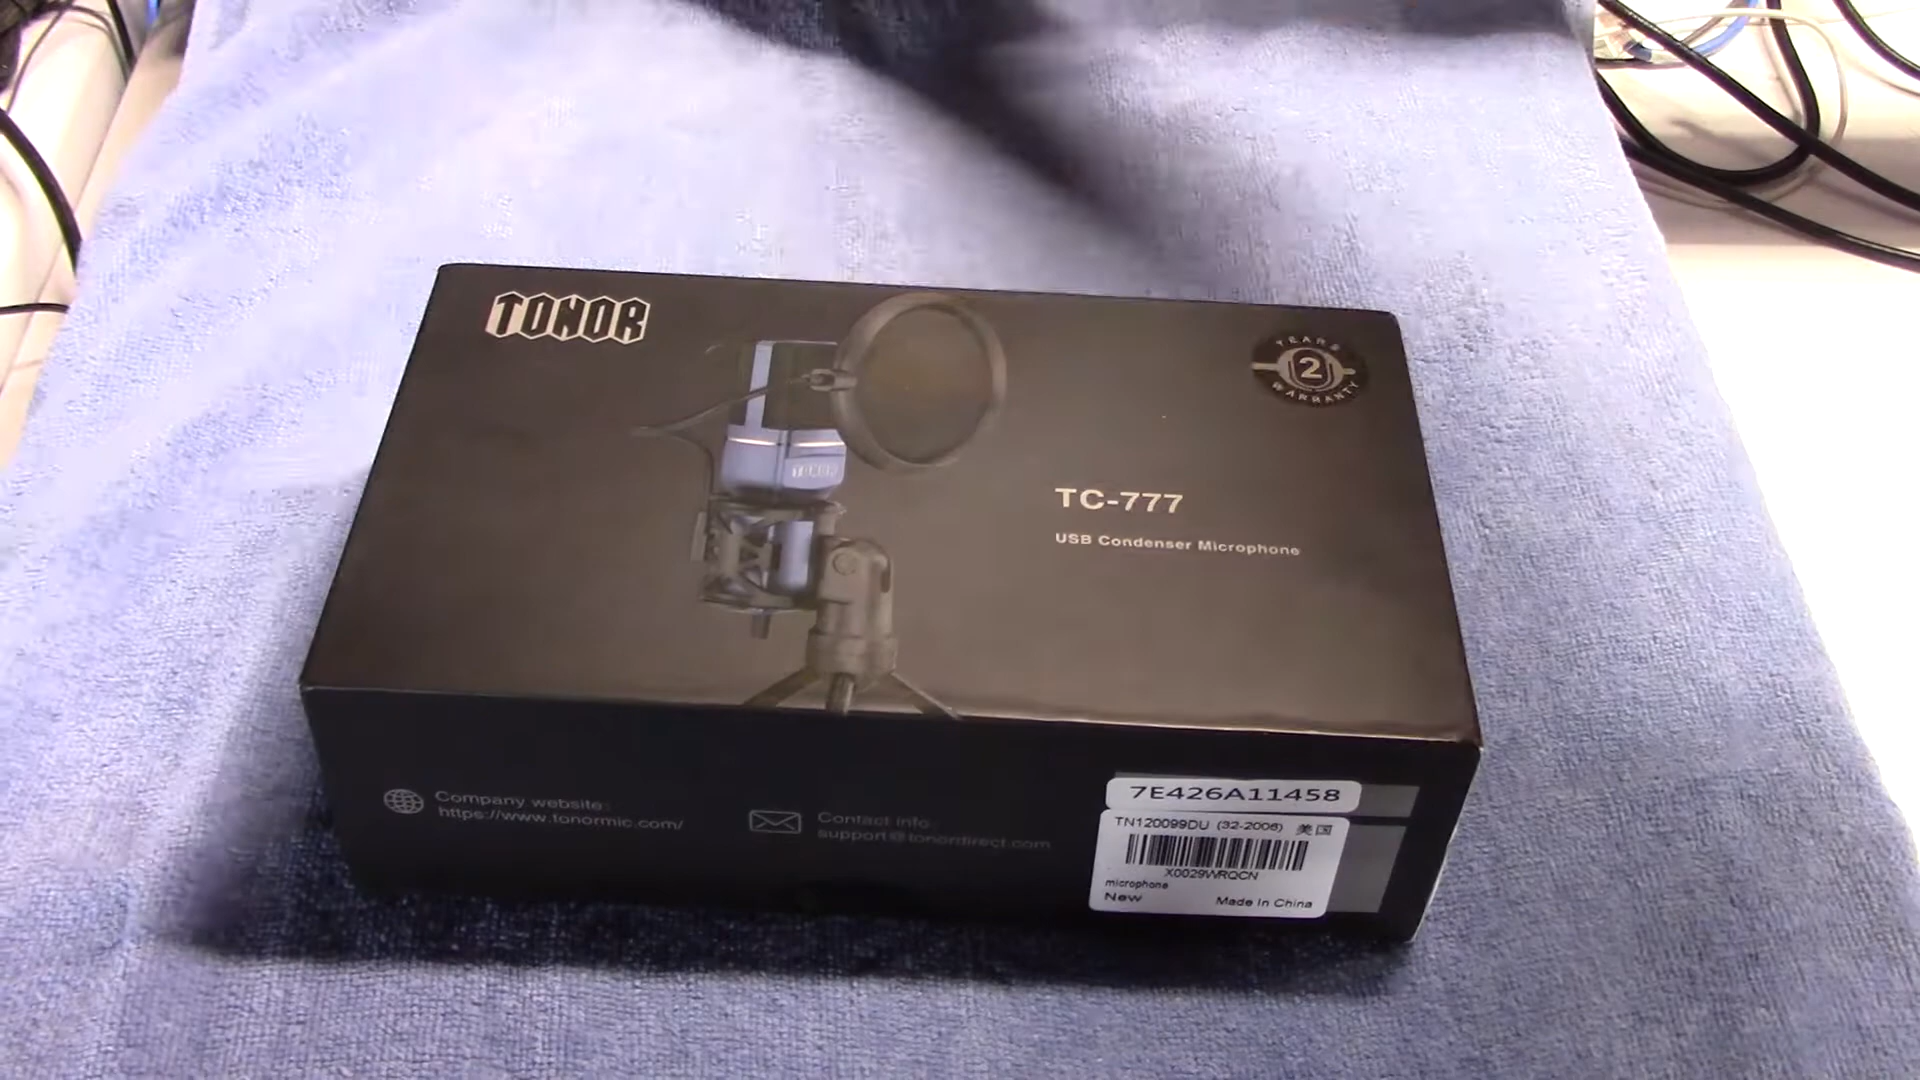 TONOR
YEARS
2
WARRANTY
TONOR
TC-777
USB Condenser Microphone
Company website:
https://www.tonormic.com/
Contact info:
support@tonordirect.com
7E426A11458
TN120099DU (32-2006) 美国
X0029WRQCN
microphone
New
Made In China